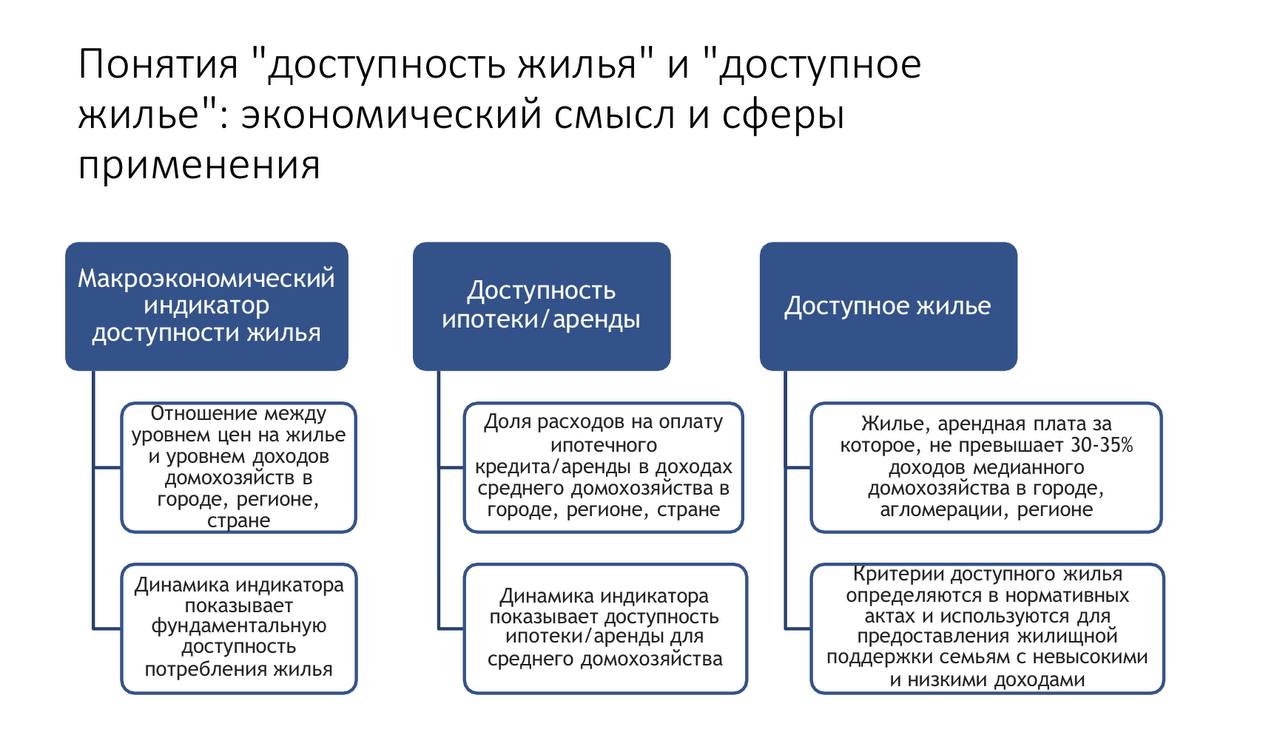 Понятия "доступность жилья" и "доступное
жилье": экономический смысл и сферы
применения
Макроэкономический
индикатор
доступности жилья
Отношение между
уровнем цен на жилье
и уровнем доходов
домохозяйств в
городе, регионе,
стране
Динамика индикатора
показывает
фундаментальную
доступность
потребления жилья
Доступность
ипотеки/аренды
Доля расходов на оплату
ипотечного
кредита/аренды в доходах
среднего домохозяйства в
городе, регионе, стране
Динамика индикатора
показывает доступность
ипотеки/аренды для
среднего домохозяйства
Доступное жилье
Жилье, арендная плата за
которое, не превышает 30-35%
доходов медианного
домохозяйства в городе,
агломерации, регионе
Критерии доступного жилья
определяются в нормативных
актах и используются для
предоставления жилищной
поддержки семьям с невысокими
и низкими доходами